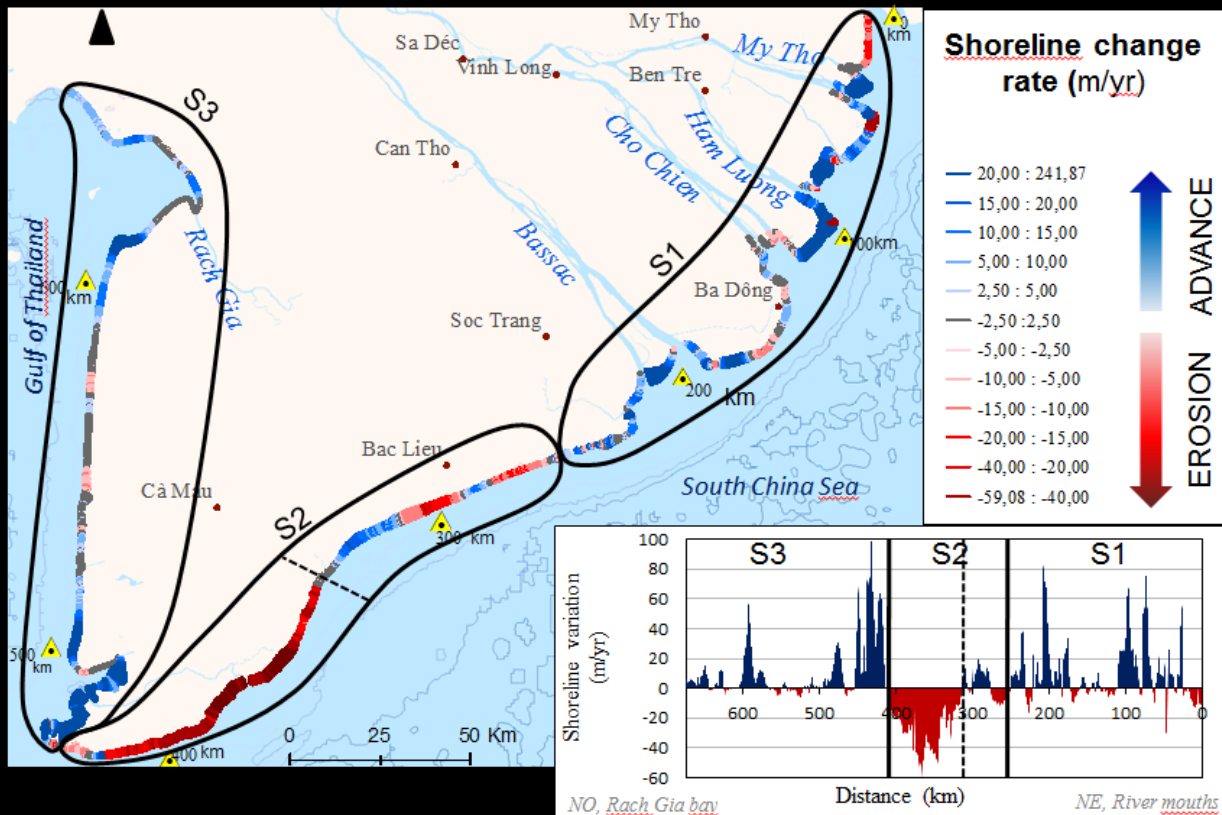 My Tho
0
km
Sa Déc
My Tho
Vinh Long
Ben Tre
S3
Cho Chien
Ham Luong
Can Tho
Gulf of Thailand
Rach Gia
Bassac
S1
km
Ba Dông
Soc Trang
200
km
Bac Lieu
Cà Mau
South China Sea
S2
300 km
500
km
400 km
0 25 50 Km
Shoreline change
rate (m/yr)
20,00 : 241,87
15,00 : 20,00
10,00 : 15,00
5,00 : 10,00
2,50 : 5,00
-2,50 :2,50
-5,00 : -2,50
-10,00 : -5,00
-15,00 : -10,00
-20,00 : -15,00
-40,00 : -20,00
-59,08 : -40,00
ADVANCE
EROSION
Shoreline variation
(m/yr)
100
80
60
40
20
0
-20
-40
-60
S3 S2 S1
600 500 400 300 200 100 0
Distance (km)
NO, Rach Gia bay
NE, River mouths